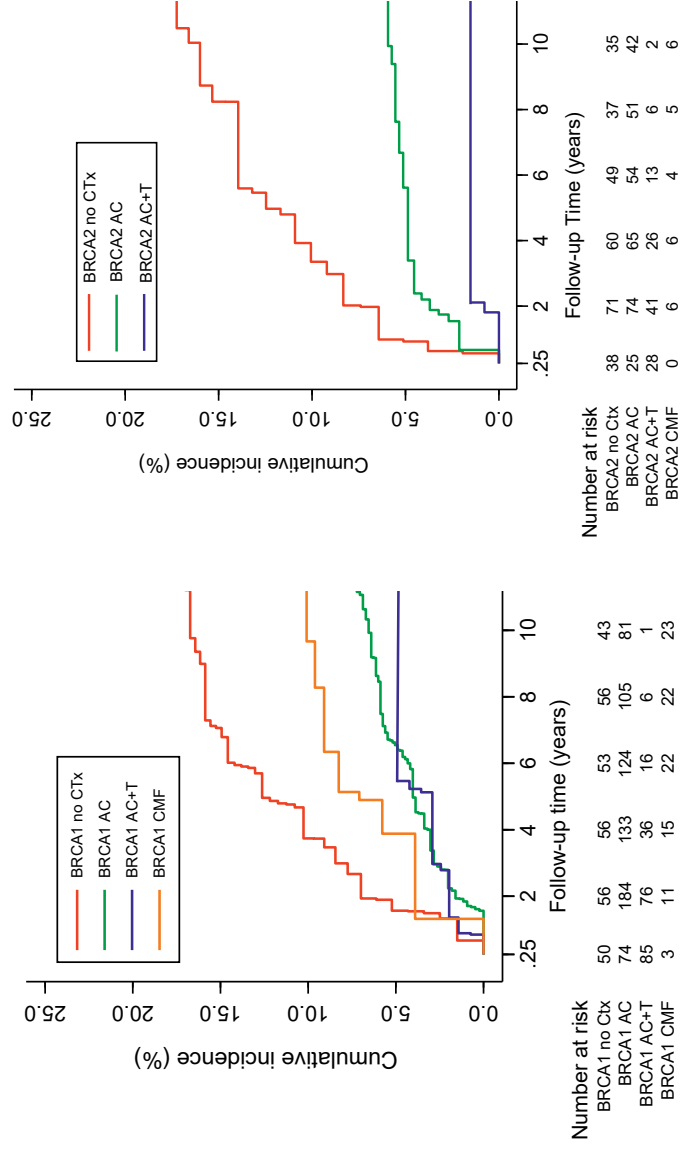 BRCA1 no CTx
BRCA1 AC
BRCA1 AC+T
BRCA1 CMF
Cumulative incidence (%)
25.0
20.0
15.0
10.0
5.0
0.0
.25 2 4 6 8 10
Follow-up time (years)
Number at risk
BRCA1 no Ctx 50 56 56 53 56 43
BRCA1 AC 74 184 133 124 105 81
BRCA1 AC+T 85 76 36 16 6 1
BRCA1 CMF 3 11 15 22 22 23
BRCA2 no CTx
BRCA2 AC
BRCA2 AC+T
Cumulative incidence (%)
25.0
20.0
15.0
10.0
5.0
0.0
.25 2 4 6 8 10
Follow-up Time (years)
Number at risk
BRCA2 no Ctx 38 71 60 49 37 35
BRCA2 AC 25 74 65 54 51 42
BRCA2 AC+T 28 41 26 13 6 2
BRCA2 CMF 0 6 6 4 5 6